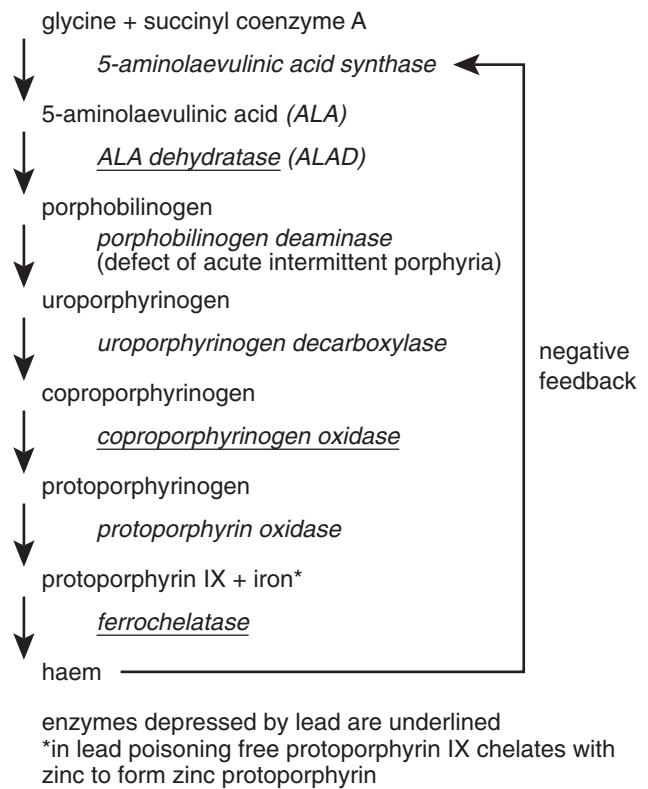 glycine + succinyl coenzyme A
5-aminolaevulinic acid synthase
5-aminolaevulinic acid (ALA)
ALA dehydratase (ALAD)
porphobilinogen
porphobilinogen deaminase
(defect of acute intermittent porphyria)
uroporphyrinogen
uroporphyrinogen decarboxylase
negative
feedback
coproporphyrinogen
coproporphyrinogen oxidase
protoporphyrinogen
protoporphyrin oxidase
protoporphyrin IX + iron*
ferrochelatase
haem
enzymes depressed by lead are underlined
*in lead poisoning free protoporphyrin IX chelates with
zinc to form zinc protoporphyrin